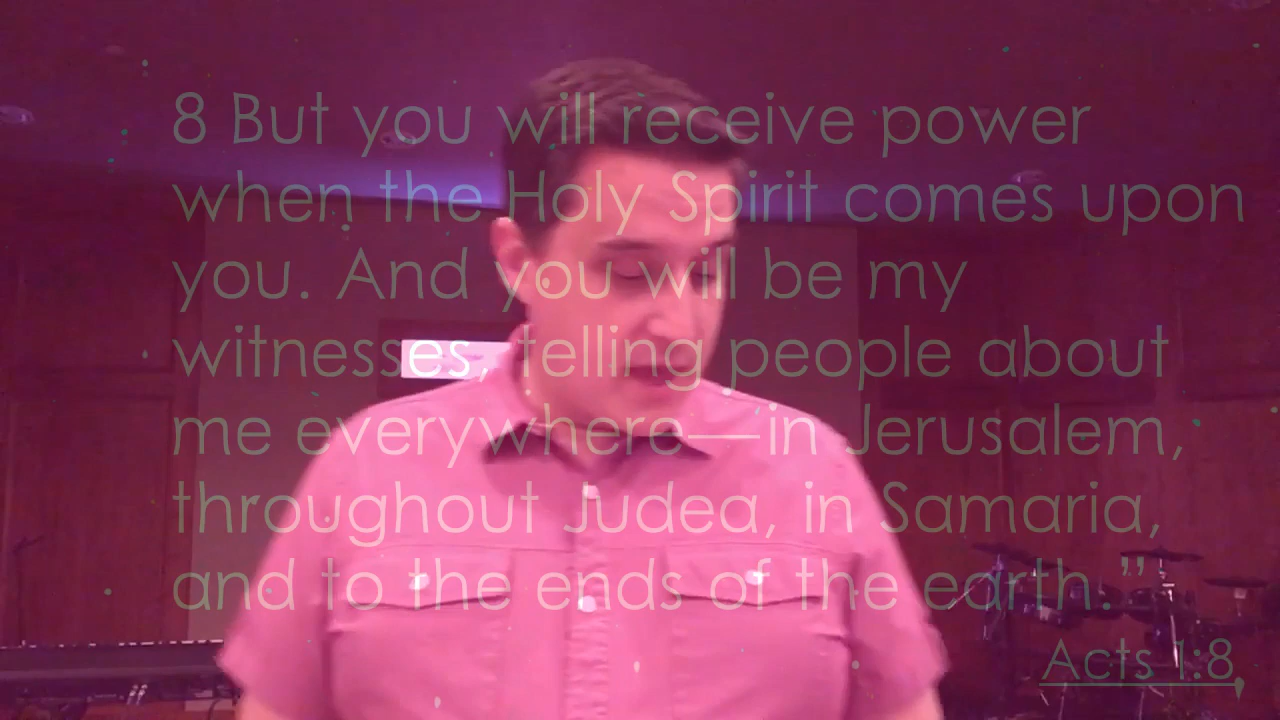 8 But you will receive power
when the Holy Spirit comes upon
you. And you will be my
witnesses, telling people about
me everywhere—in Jerusalem,
throughout Judea, in Samaria,
and to the ends of the earth.”
Acts 1:8